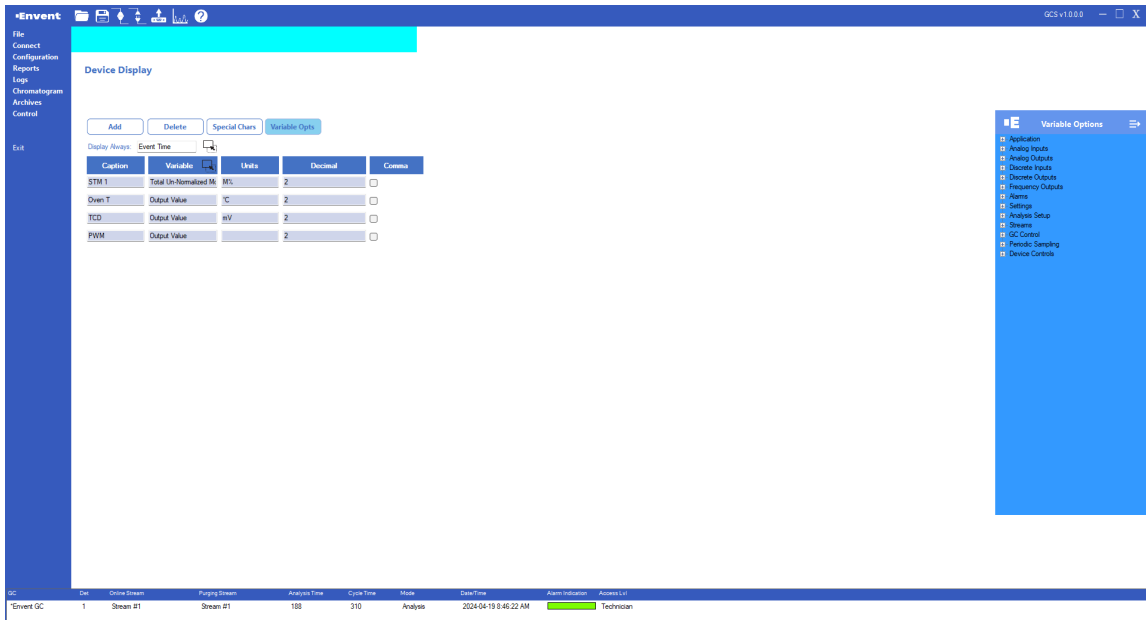 Envent
GCS v1.0.0.0
X
File
Connect
Configuration
Reports
Logs
Chromatogram
Archives
Control
Exit
Device Display
Add Delete Special Chars Variable Opts
Display Always: Event Time
Caption Variable Units Decimal Comma
STM 1 Total Un-Normalized Mo M% 2
Oven T Output Value °C 2
TCD Output Value mV 2
PWM Output Value 2
E Variable Options
Application
Analog Inputs
Analog Outputs
Discrete Inputs
Discrete Outputs
Frequency Outputs
Alarms
Settings
Analysis Setup
Streams
GC Control
Periodic Sampling
Device Controls
GC Det Online Stream Purging Stream Analysis Time Cycle Time Mode Date/Time Alarm Indication Access Lvl
*Envent GC 1 Stream #1 Stream #1 188 310 Analysis 2024-04-19 8:46:22 AM Technician